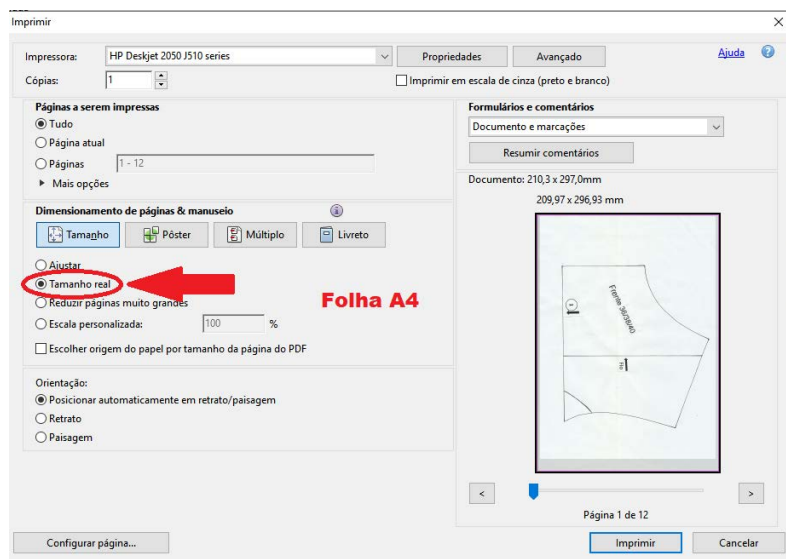 Imprimir
Impressora: HP Deskjet 2050 J510 series Propriedades Avançado Ajuda
Cópias: 1 Imprimir em escala de cinza (preto e branco)
Páginas a serem impressas
Tudo
Página atual
Páginas 1 - 12
Mais opções
Dimensionamento de páginas & manuseio
Tamanho Pôster Múltiplo Livreto
Ajustar
Tamanho real
Reduzir páginas muito grandes
Escala personalizada: 100 %
Escolher origem do papel por tamanho da página do PDF
Folha A4
Orientação:
Posicionar automaticamente em retrato/paisagem
Retrato
Paisagem
Formulários e comentários
Documento e marcações
Resumir comentários
Documento: 210,3 x 297,0mm
209,97 x 296,93 mm
Frente 36/38/40
Página 1 de 12
Configurar página... Imprimir Cancelar